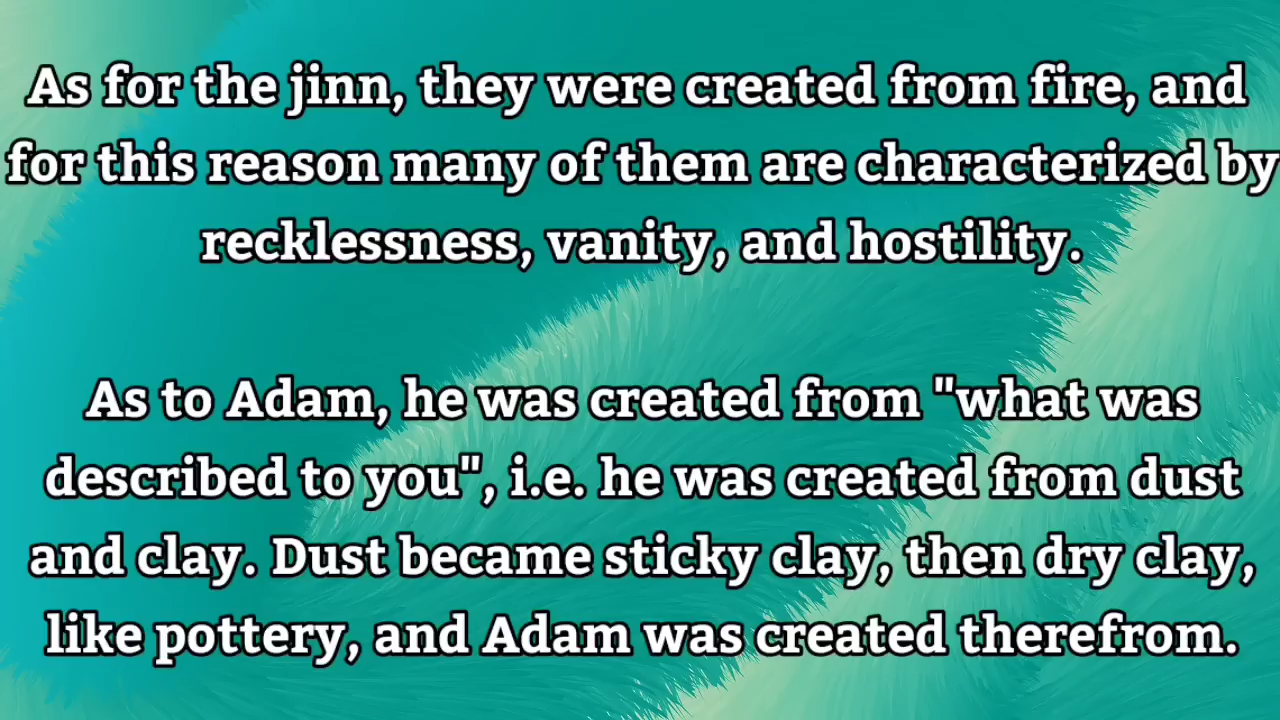 As for the jinn, they were created from fire, and
for this reason many of them are characterized by
recklessness, vanity, and hostility.
As to Adam, he was created from "what was
described to you", i.e. he was created from dust
and clay. Dust became sticky clay, then dry clay,
like pottery, and Adam was created therefrom.